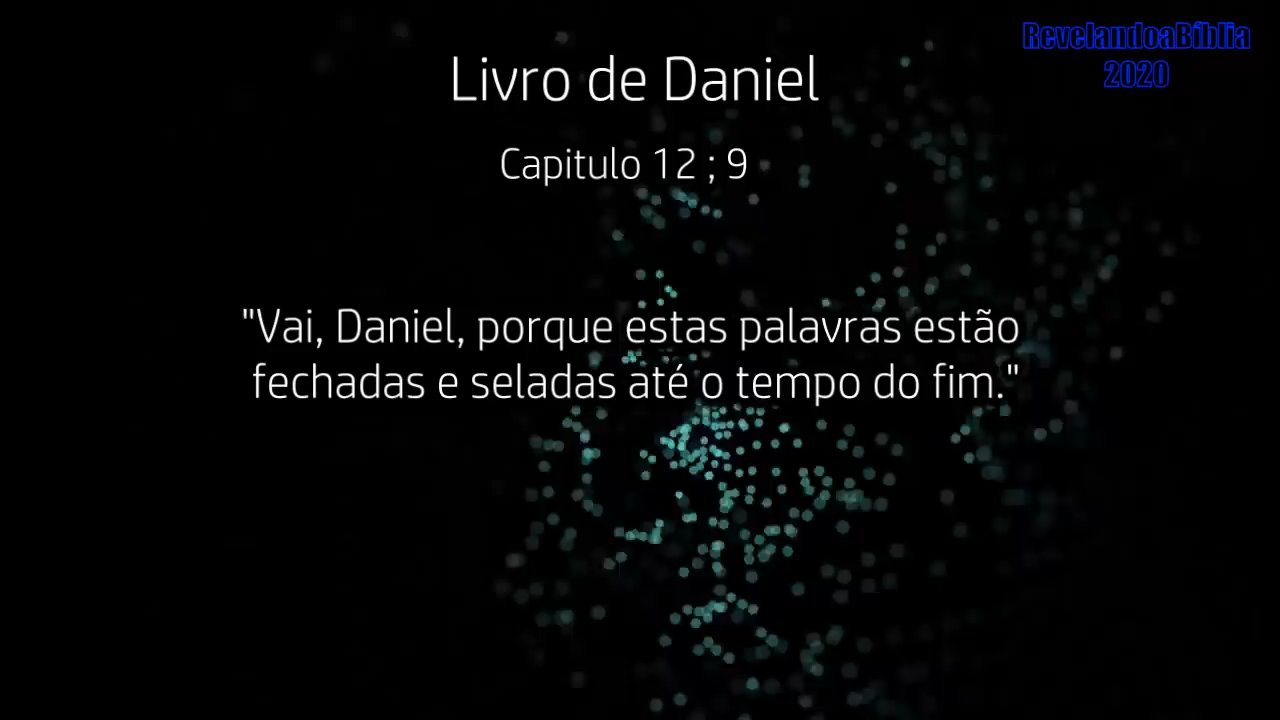 RevelandoaBíblia
2020
Livro de Daniel
Capitulo 12 ; 9
"Vai, Daniel, porque estas palavras estão
fechadas e seladas até o tempo do fim."